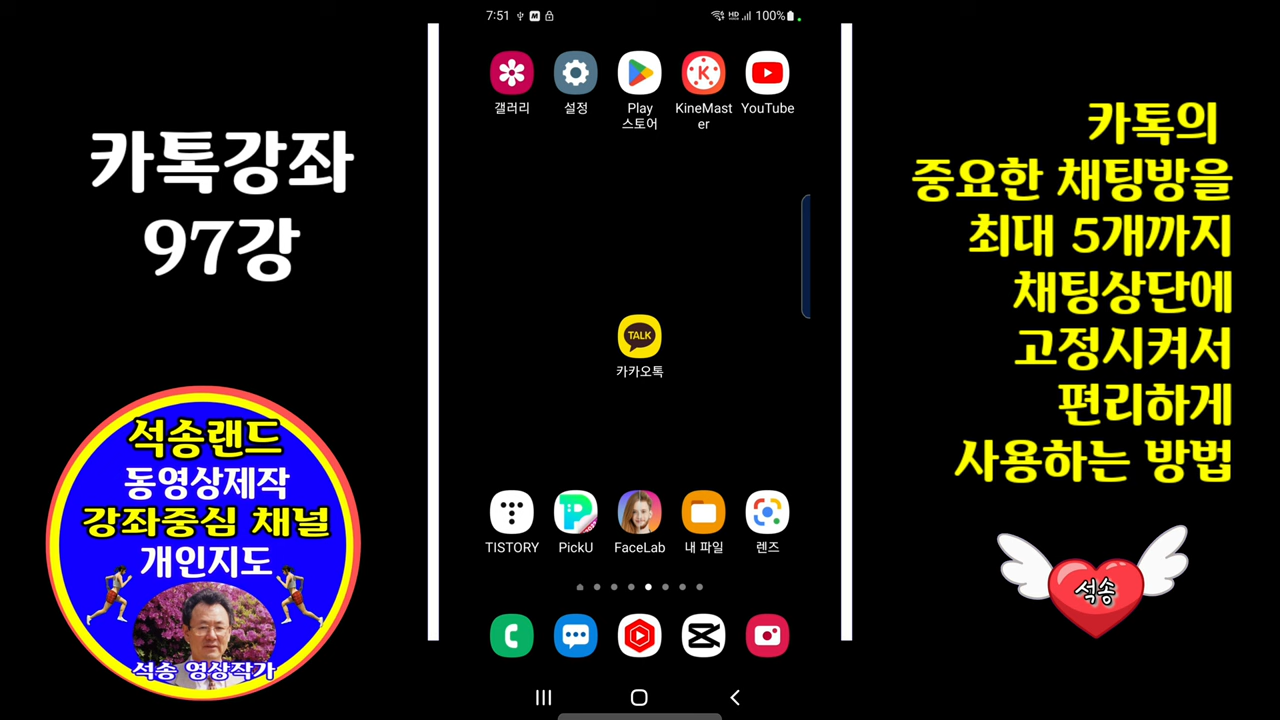 카톡강좌
97강
석송랜드
동영상제작
강좌중심 채널
개인지도
석송 영상작가
7:51
HD
100%
갤러리
설정
Play
스토어
KineMast
er
YouTube
TALK
카카오톡
TISTORY
PickU
FaceLab
내 파일
렌즈
카톡의
중요한 채팅방을
최대 5개까지
채팅상단에
고정시켜서
편리하게
사용하는 방법
석송